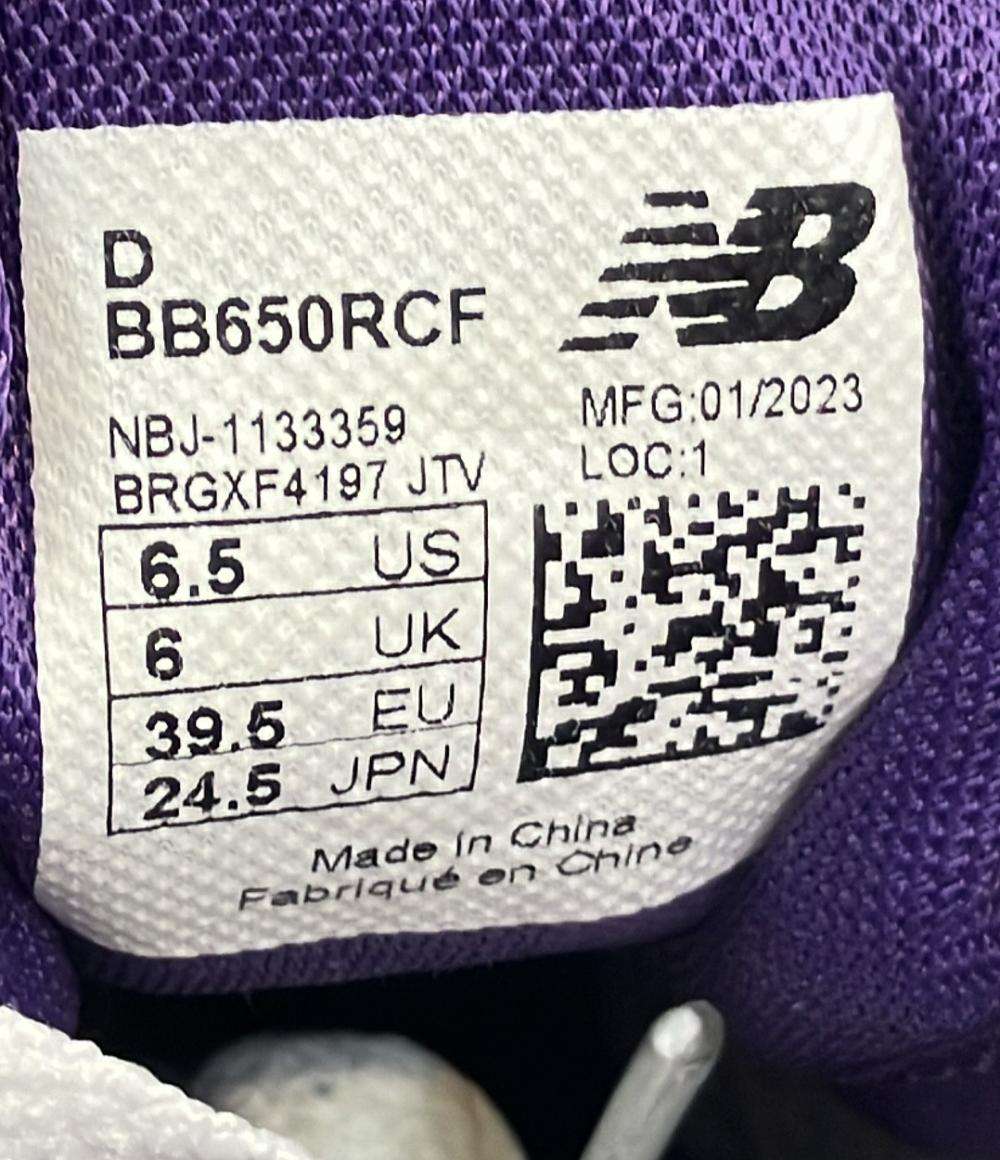 D
BB650RCF
NB
NBJ-1133359
BRGXF4197 JTV
MFG:01/2023
LOC:1
6.5 US
6 UK
39.5 EU
24.5 JPN
Made in China
Fabriqué en Chine